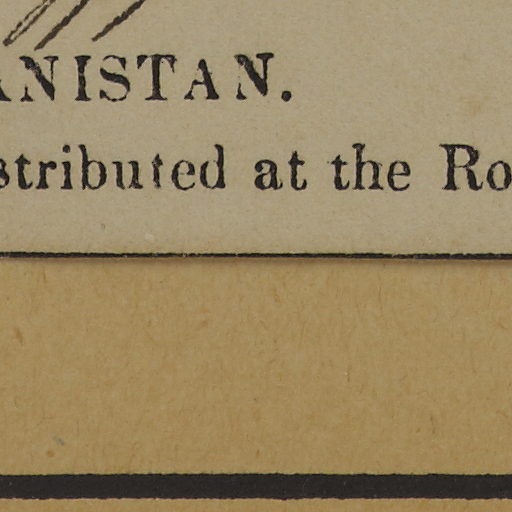 ANISTAN.
stributed at the Ro